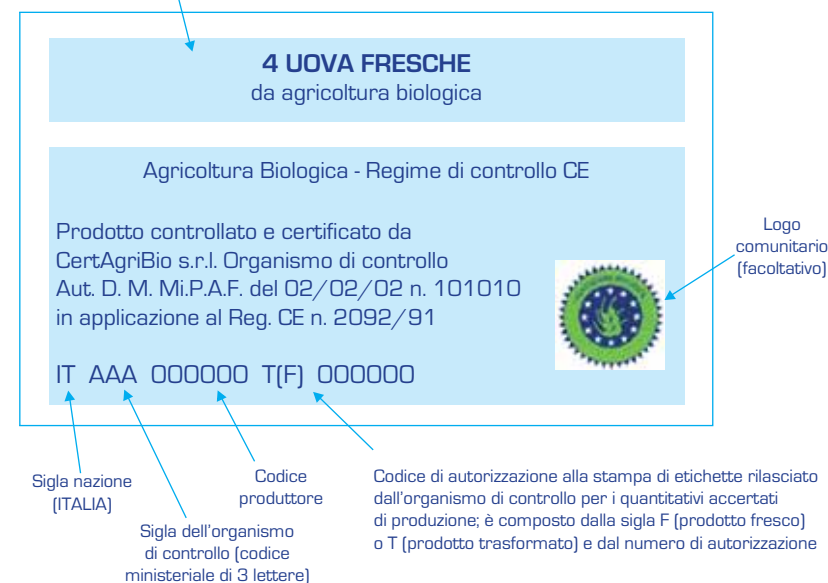 4 UOVA FRESCHE
da agricoltura biologica
Agricoltura Biologica - Regime di controllo CE
Prodotto controllato e certificato da
CertAgriBio s.r.l. Organismo di controllo
Aut. D. M. Mi.P.A.F. del 02/02/02 n. 101010
in applicazione al Reg. CE n. 2092/91
IT AAA 000000 T(F) 000000
Logo
comunitario
(facoltativo)
Sigla nazione
(ITALIA)
Sigla dell'organismo
di controllo (codice
ministeriale di 3 lettere)
Codice
produttore
Codice di autorizzazione alla stampa di etichette rilasciato
dall'organismo di controllo per i quantitativi accertati
di produzione; è composto dalla sigla F (prodotto fresco)
o T (prodotto trasformato) e dal numero di autorizzazione